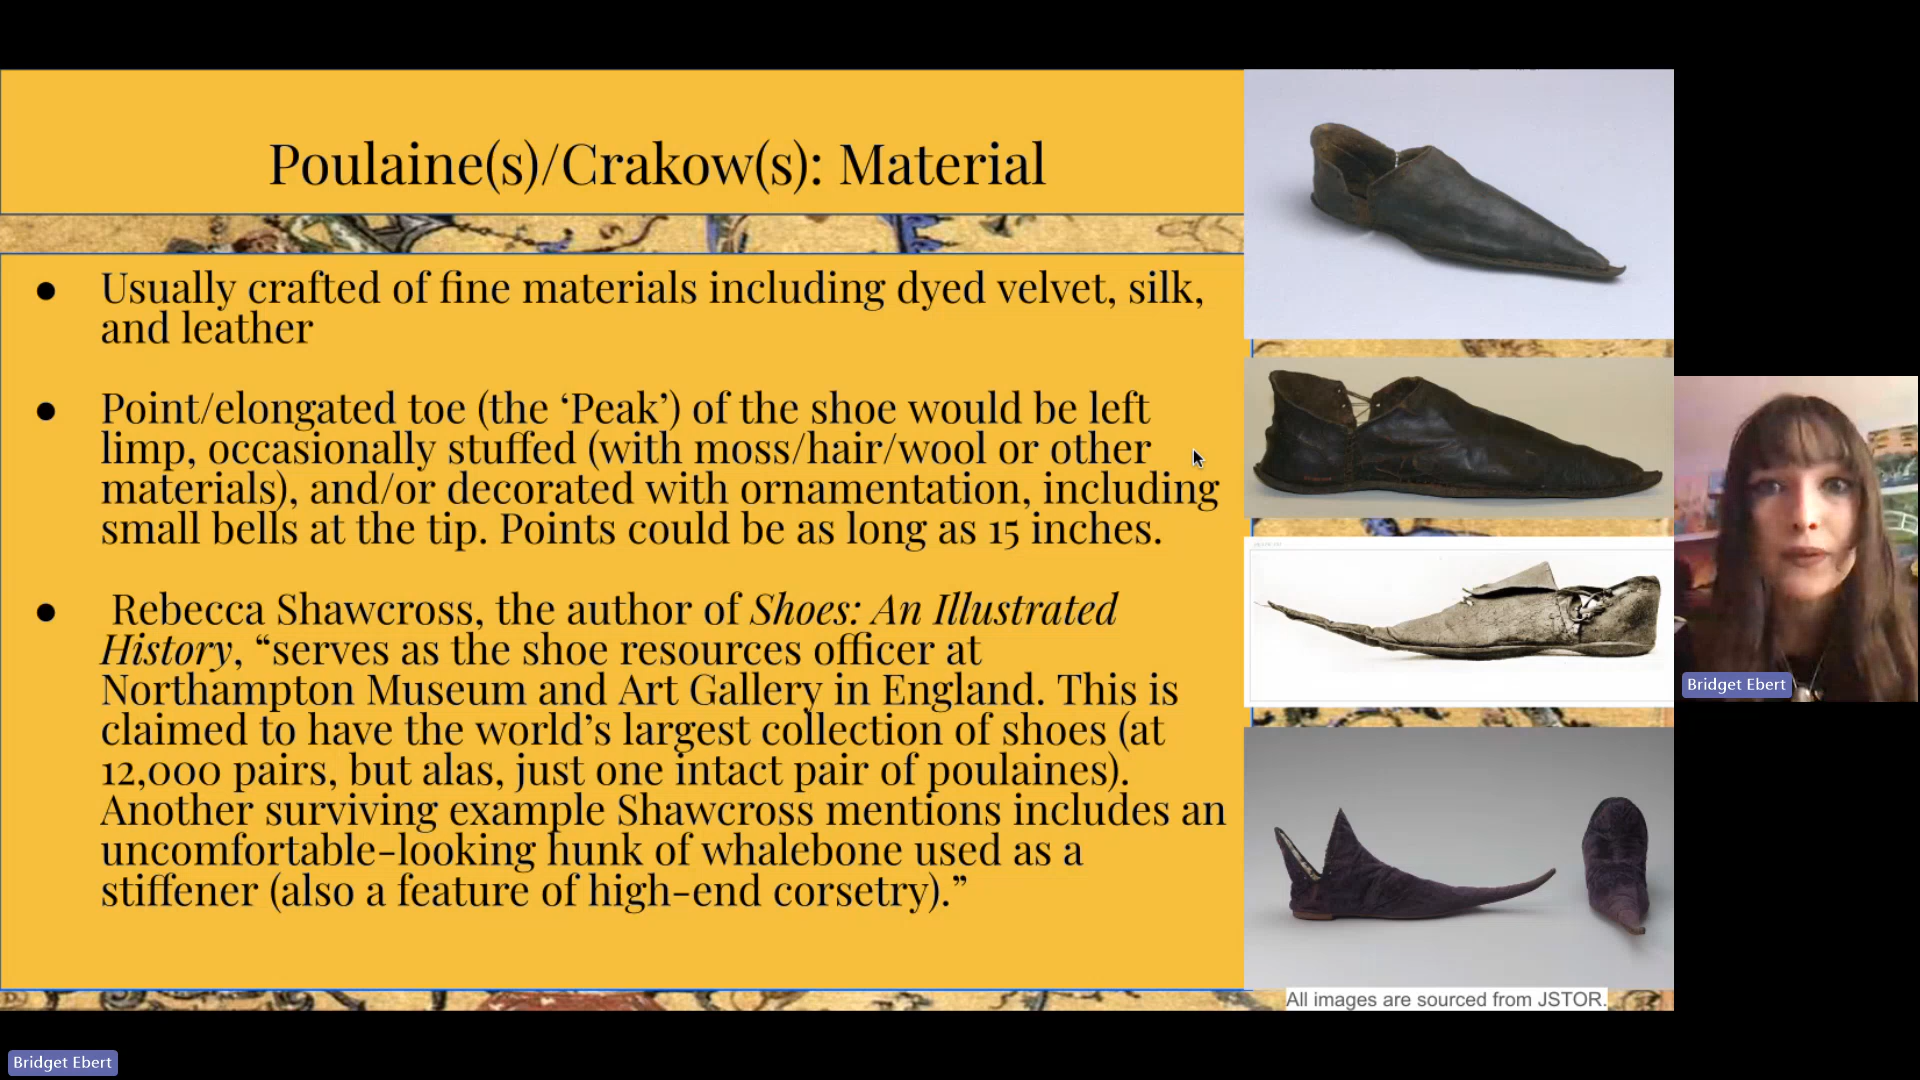 Poulaine(s)/Crakow(s): Material
● Usually crafted of fine materials including dyed velvet, silk,
and leather
● Point/elongated toe (the ‘Peak’) of the shoe would be left
limp, occasionally stuffed (with moss/hair/wool or other
materials), and/or decorated with ornamentation, including
small bells at the tip. Points could be as long as 15 inches.
● Rebecca Shawcross, the author of Shoes: An Illustrated
History, “serves as the shoe resources officer at
Northampton Museum and Art Gallery in England. This is
claimed to have the world’s largest collection of shoes (at
12,000 pairs, but alas, just one intact pair of poulaines).
Another surviving example Shawcross mentions includes an
uncomfortable-looking hunk of whalebone used as a
stiffener (also a feature of high-end corsetry).”
All images are sourced from JSTOR.
Bridget Ebert
Bridget Ebert